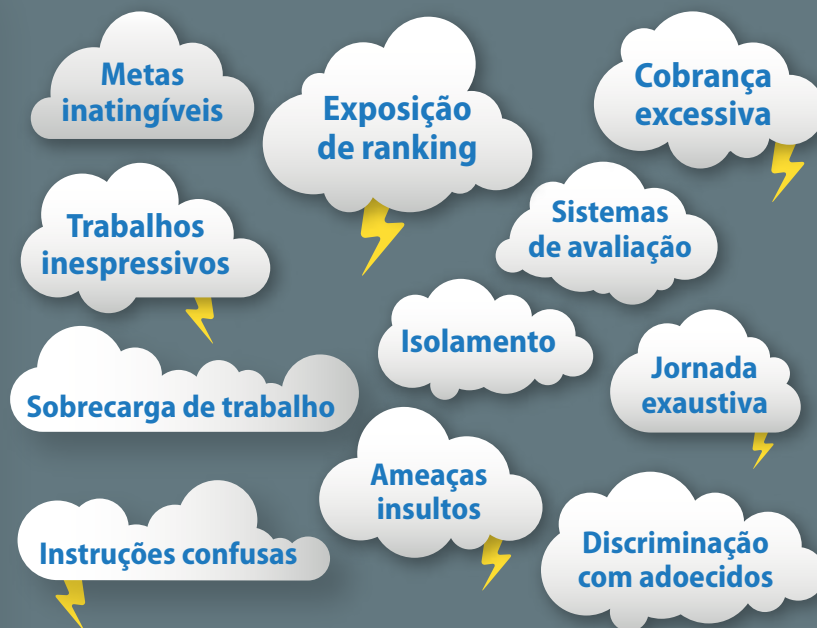 Metas
inatingíveis
Exposição
de ranking
Cobrança
excessiva
Trabalhos
inespressivos
Sistemas
de avaliação
Isolamento
Sobrecarga de trabalho
Jornada
exaustiva
Ameaças
insultos
Instruções confusas
Discriminação
com adoecidos